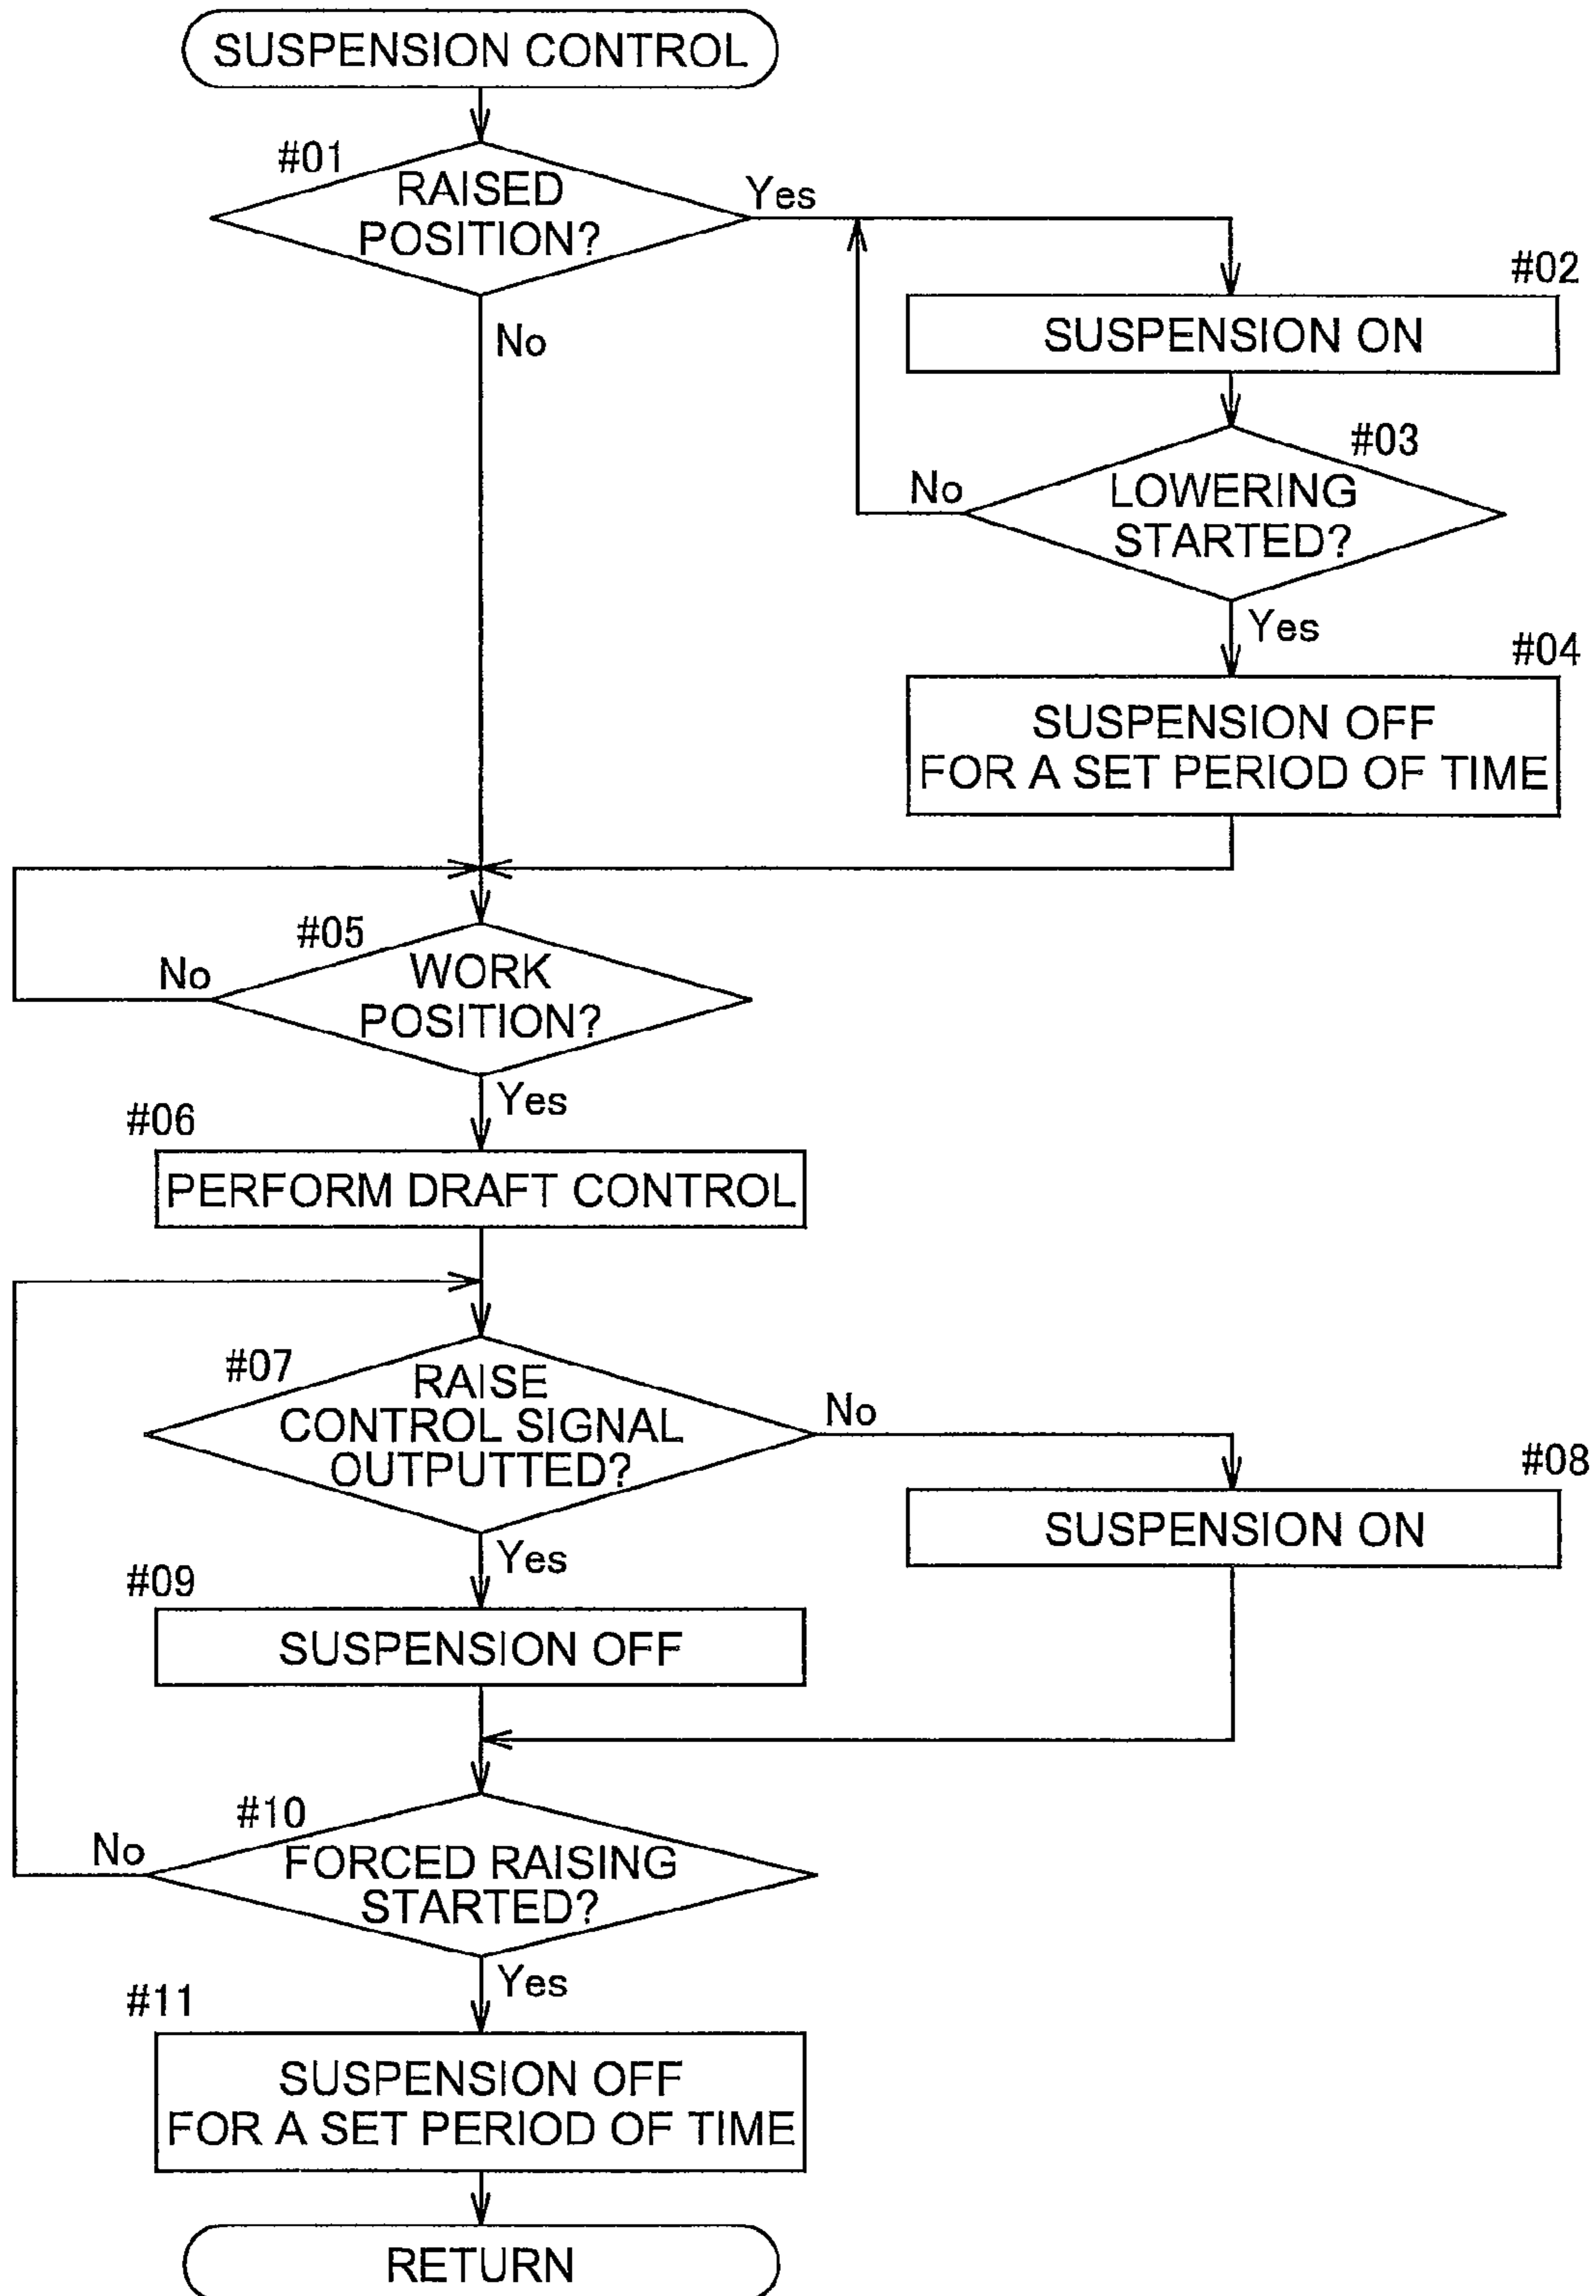 SUSPENSION CONTROL
#01
RAISED
POSITION?
Yes
No
#02
SUSPENSION ON
#03
LOWERING
STARTED?
No
Yes
#04
SUSPENSION OFF
FOR A SET PERIOD OF TIME
#05
WORK
POSITION?
No
Yes
#06
PERFORM DRAFT CONTROL
#07
RAISE
CONTROL SIGNAL
OUTPUTTED?
No
Yes
#08
SUSPENSION ON
#09
SUSPENSION OFF
#10
FORCED RAISING
STARTED?
No
Yes
#11
SUSPENSION OFF
FOR A SET PERIOD OF TIME
RETURN